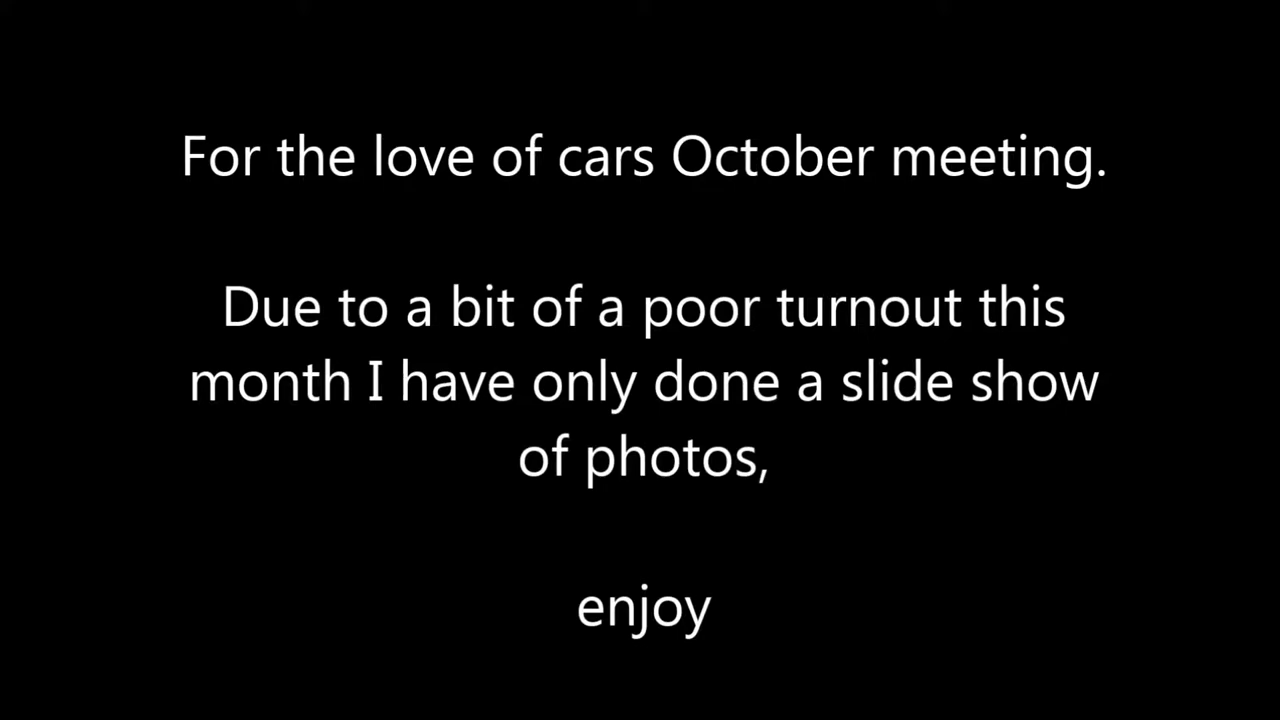 For the love of cars October meeting.
Due to a bit of a poor turnout this
month I have only done a slide show
of photos,
enjoy